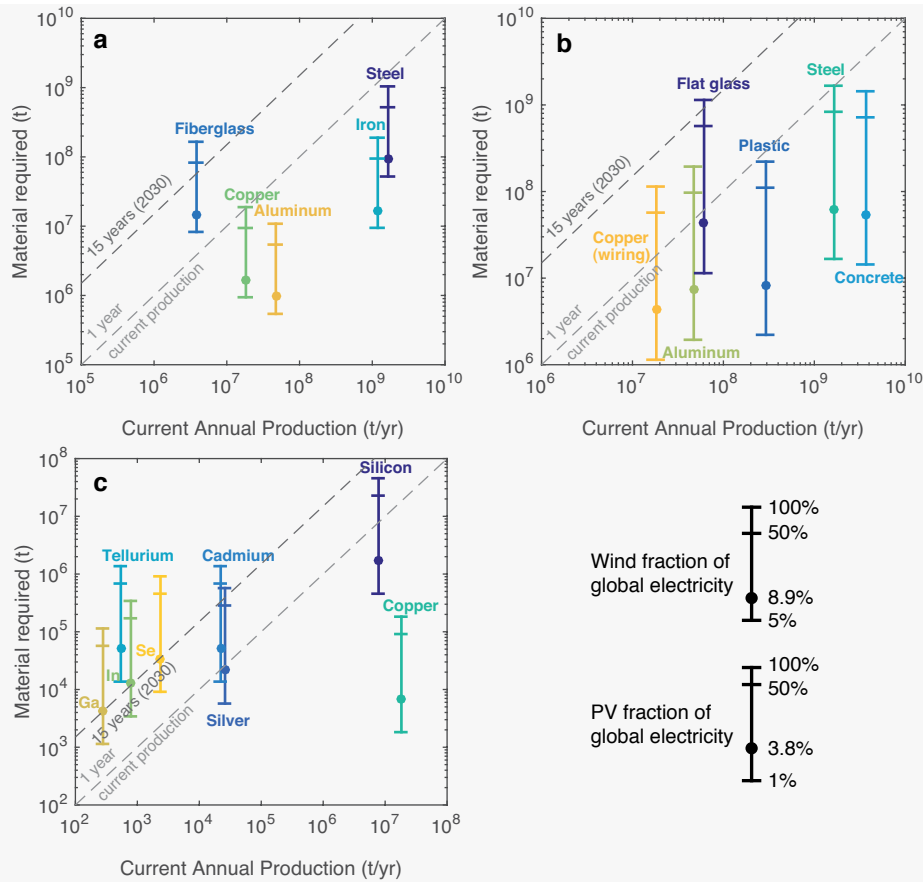 a
Material required (t)
10^10
10^9
10^8
10^7
10^6
10^5
Steel
Fiberglass
Iron
Copper
Aluminum
15 years (2030)
1 year
current production
10^5 10^6 10^7 10^8 10^9 10^10
Current Annual Production (t/yr)
b
Material required (t)
10^10
10^9
10^8
10^7
10^6
Steel
Flat glass
Plastic
15 years (2030)
Copper
(wiring)
Concrete
1 year
current production
Aluminum
10^6 10^7 10^8 10^9 10^10
Current Annual Production (t/yr)
c
Material required (t)
10^8
10^7
10^6
10^5
10^4
10^3
10^2
Silicon
Tellurium Cadmium
Copper
Se
In
Ga
Silver
15 years (2030)
1 year
current production
10^2 10^3 10^4 10^5 10^6 10^7 10^8
Current Annual Production (t/yr)
Wind fraction of
global electricity
100%
50%
8.9%
5%
PV fraction of
global electricity
100%
50%
3.8%
1%